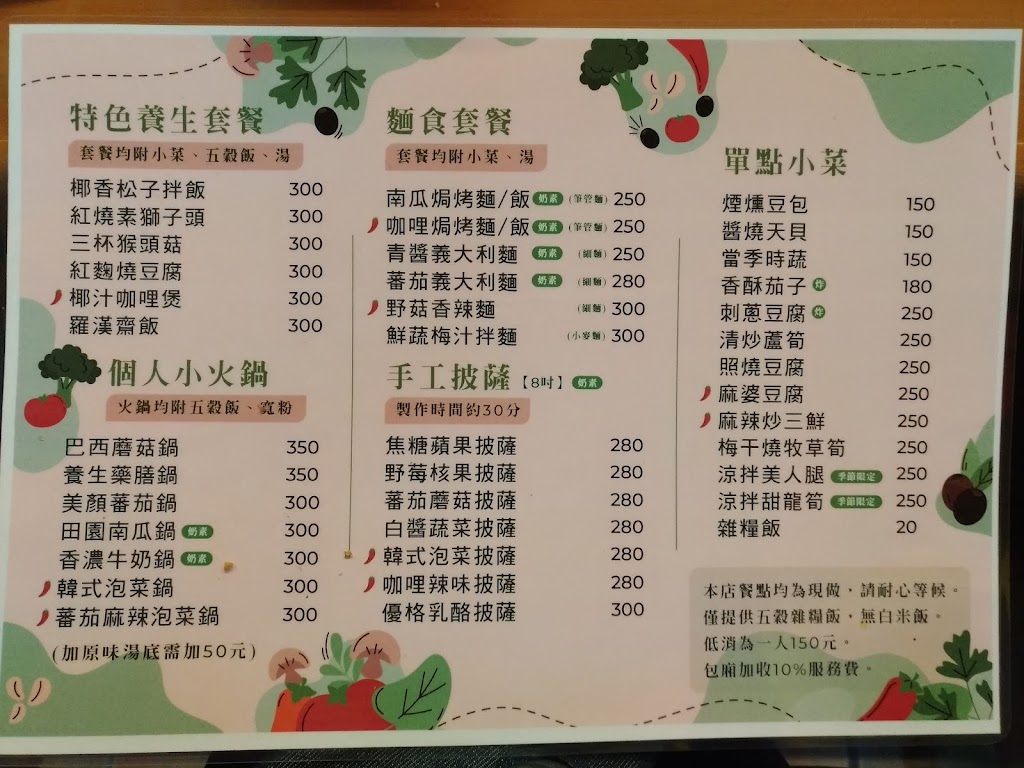 特色養生套餐
套餐均附小菜、五穀飯、湯
椰香松子拌飯 300
紅燒素獅子頭 300
三杯猴頭菇 300
紅麴燒豆腐 300
椰汁咖哩煲 300
羅漢齋飯 300
個人小火鍋
火鍋均附五穀飯、寬粉
巴西蘑菇鍋 350
養生藥膳鍋 350
美顏蕃茄鍋 300
田園南瓜鍋 奶素 300
香濃牛奶鍋 奶素 300
韓式泡菜鍋 300
蕃茄麻辣泡菜鍋 300
(加原味湯底需加50元)
麵食套餐
套餐均附小菜、湯
南瓜焗烤麵/飯 奶素 (筆管麵) 250
咖哩焗烤麵/飯 奶素 (筆管麵) 250
青醬義大利麵 奶素 (細麵) 250
蕃茄義大利麵 奶素 (細麵) 280
野菇香辣麵 (細麵) 300
鮮蔬梅汁拌麵 (小麥麵) 300
手工披薩【8吋】 奶素
製作時間約30分
焦糖蘋果披薩 280
野莓核果披薩 280
蕃茄蘑菇披薩 280
白醬蔬菜披薩 280
韓式泡菜披薩 280
咖哩辣味披薩 280
優格乳酪披薩 300
單點小菜
煙燻豆包 150
醬燒天貝 150
當季時蔬 150
香酥茄子 炸 180
刺蔥豆腐 炸 250
清炒蘆筍 250
照燒豆腐 250
麻婆豆腐 250
麻辣炒三鮮 250
梅干燒牧草筍 250
涼拌美人腿 季節限定 250
涼拌甜龍筍 季節限定 250
雜糧飯 20
本店餐點均為現做，請耐心等候。
僅提供五穀雜糧飯，無白米飯。
低消為一人150元。
包廂加收10%服務費。